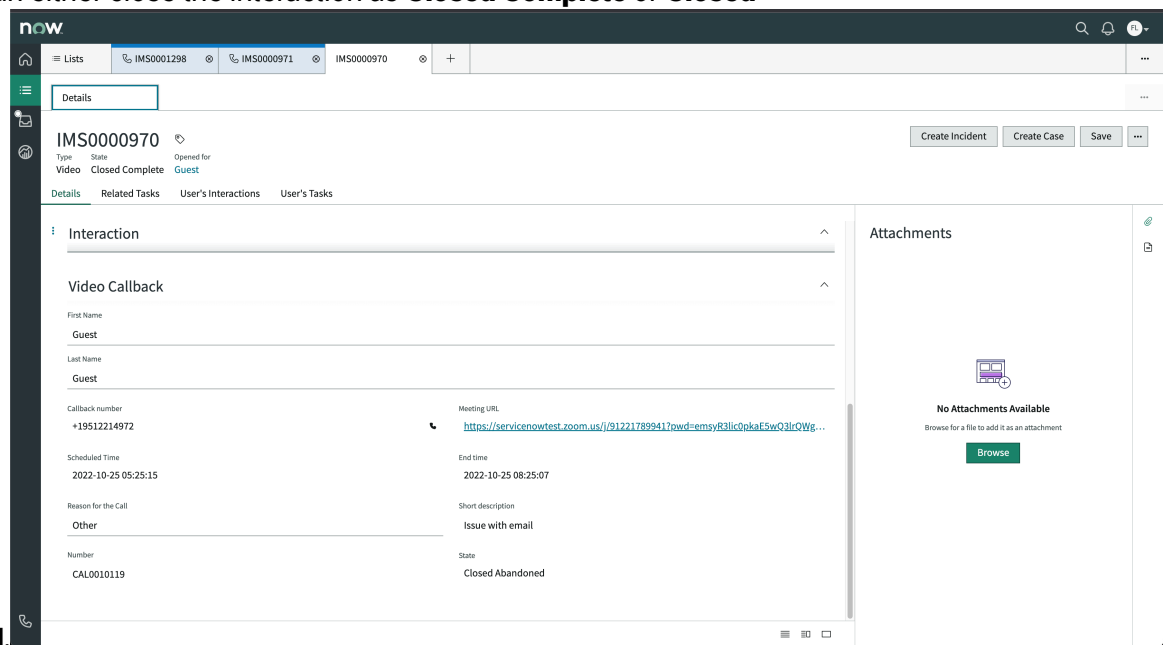 either close the interaction as Closed Complete or Closed
now
FL
Lists
IMS0001298
IMS0000971
IMS0000970
Details
IMS0000970
Create Incident
Create Case
Save
Type State Opened for
Video Closed Complete Guest
Details Related Tasks User's Interactions User's Tasks
Interaction
Attachments
Video Callback
First Name
Guest
Last Name
Guest
Callback number Meeting URL
+19512214972 https://servicenowtest.zoom.us/j/91221789941?pwd=emsyR3lic0pkaE5wQ3lrQWg...
No Attachments Available
Browse for a file to add it as an attachment
Browse
Scheduled Time End time
2022-10-25 05:25:15 2022-10-25 08:25:07
Reason for the Call Short description
Other Issue with email
Number State
CAL0010119 Closed Abandoned